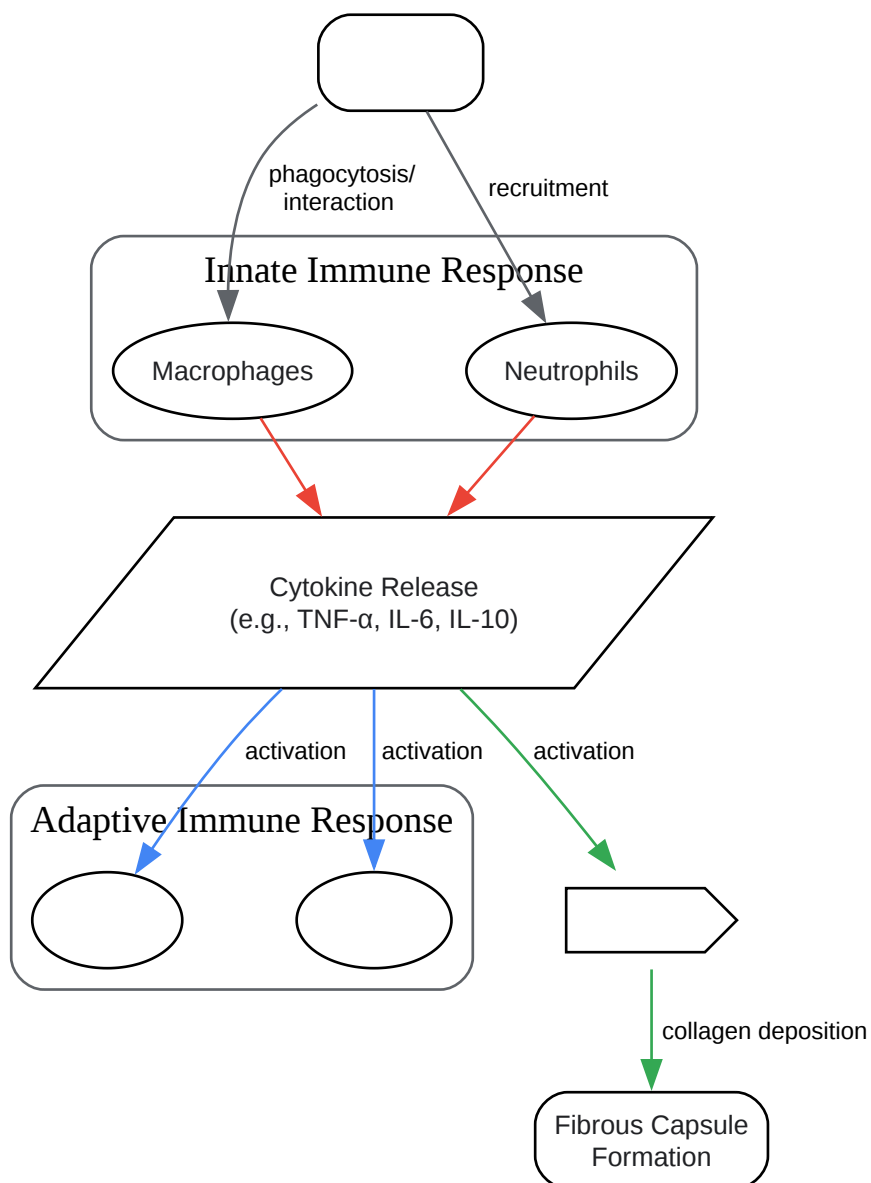 phagocytosis/
interaction
recruitment
Innate Immune Response
Macrophages
Neutrophils
Cytokine Release
(e.g., TNF-α, IL-6, IL-10)
activation
activation
activation
Adaptive Immune Response
collagen deposition
Fibrous Capsule
Formation